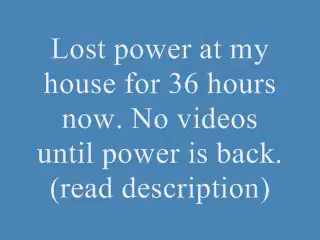 Lost power at my
house for 36 hours
now. No videos
until power is back.
(read description)